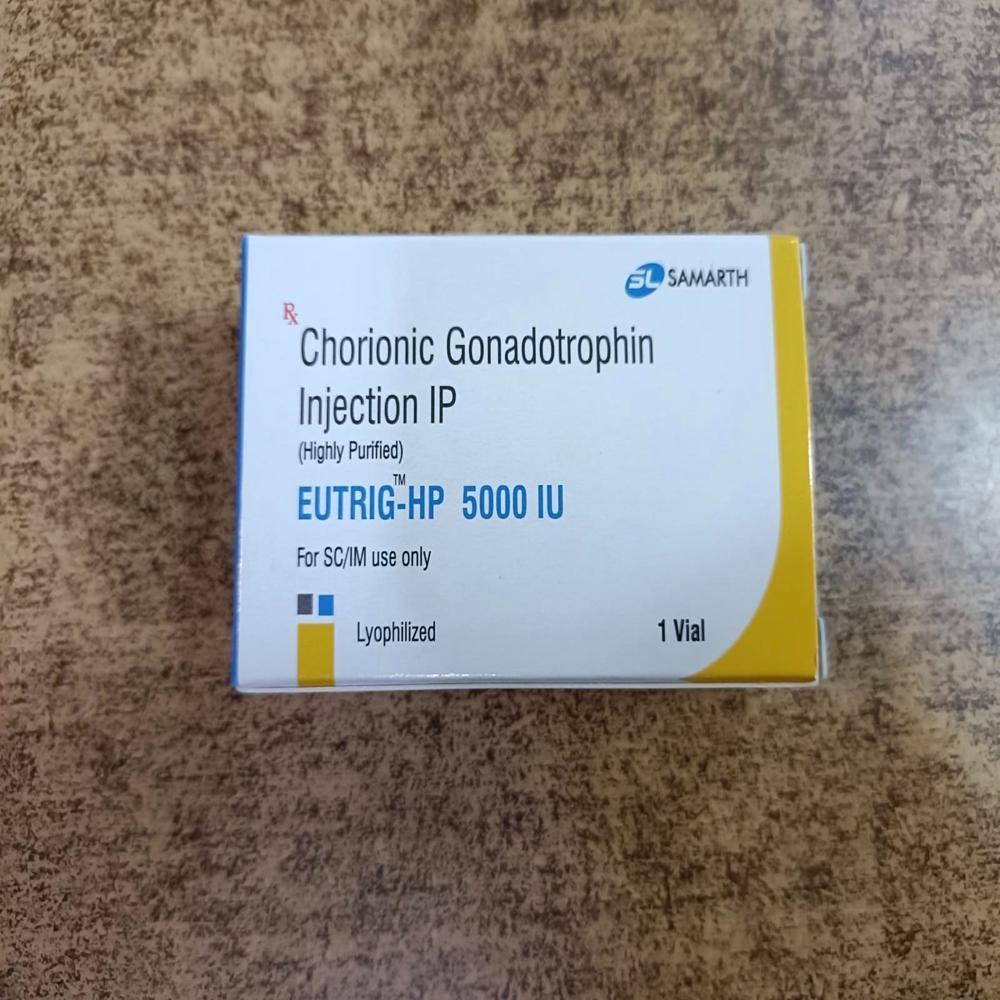 SL SAMARTH
Rx
Chorionic Gonadotrophin
Injection IP
(Highly Purified)
EUTRIG™-HP 5000 IU
For SC/IM use only
Lyophilized
1 Vial